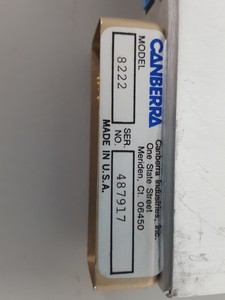 CANBERRA
Canberra Industries, Inc.
One State Street
Meriden, Ct. 06450
MODEL
8222
SER.
NO.
487917
MADE IN U.S.A.